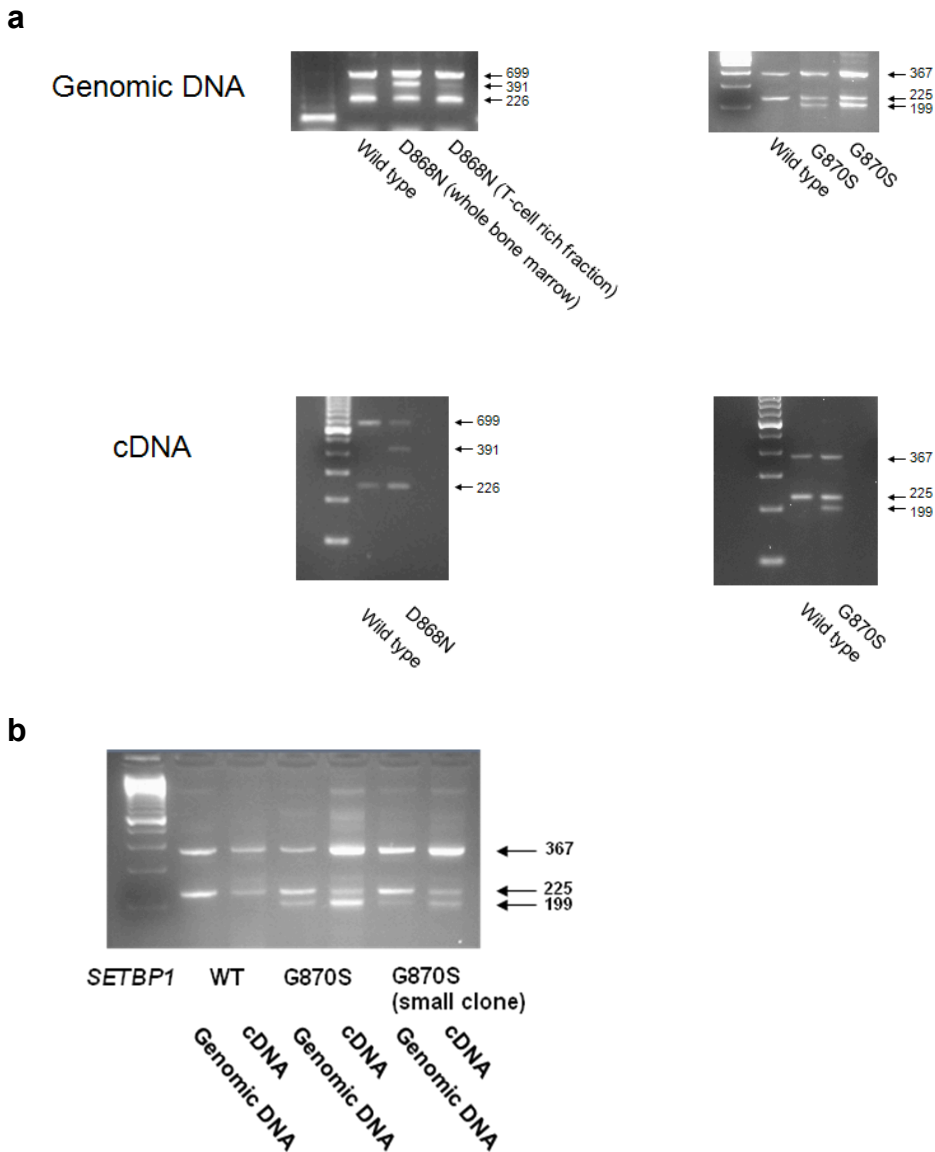 a
Genomic DNA
699
391
226
Wild type
D868N (whole bone marrow)
D868N (T-cell rich fraction)
367
225
199
Wild type
G870S
G870S
cDNA
699
391
226
Wild type
D868N
367
225
199
Wild type
G870S
b
367
225
199
SETBP1 WT G870S G870S
(small clone)
Genomic DNA
cDNA
Genomic DNA
cDNA
Genomic DNA
cDNA